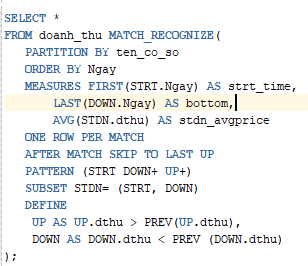 SELECT *
FROM doanh_thu MATCH_RECOGNIZE(
PARTITION BY ten_co_so
ORDER BY Ngay
MEASURES FIRST(STRT.Ngay) AS strt_time,
LAST(DOWN.Ngay) AS bottom,
AVG(STDN.dthu) AS stdn_avgprice
ONE ROW PER MATCH
AFTER MATCH SKIP TO LAST UP
PATTERN (STRT DOWN+ UP+)
SUBSET STDN= (STRT, DOWN)
DEFINE
UP AS UP.dthu > PREV(UP.dthu),
DOWN AS DOWN.dthu < PREV (DOWN.dthu)
);